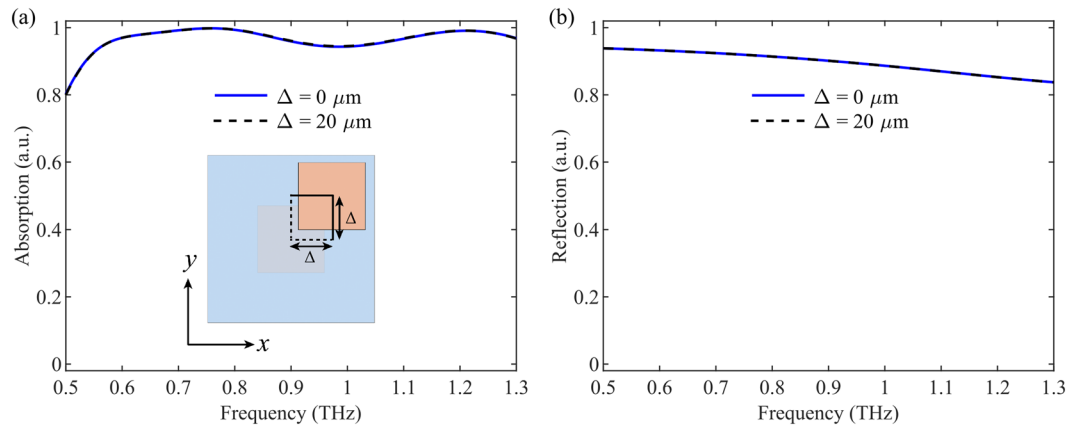 (a)
1
0.8
0.6
0.4
0.2
0
Absorption (a.u.)
Δ = 0 μm
Δ = 20 μm
Δ
Δ
y
x
0.5 0.6 0.7 0.8 0.9 1 1.1 1.2 1.3
Frequency (THz)
(b)
1
0.8
0.6
0.4
0.2
0
Reflection (a.u.)
Δ = 0 μm
Δ = 20 μm
0.5 0.6 0.7 0.8 0.9 1 1.1 1.2 1.3
Frequency (THz)